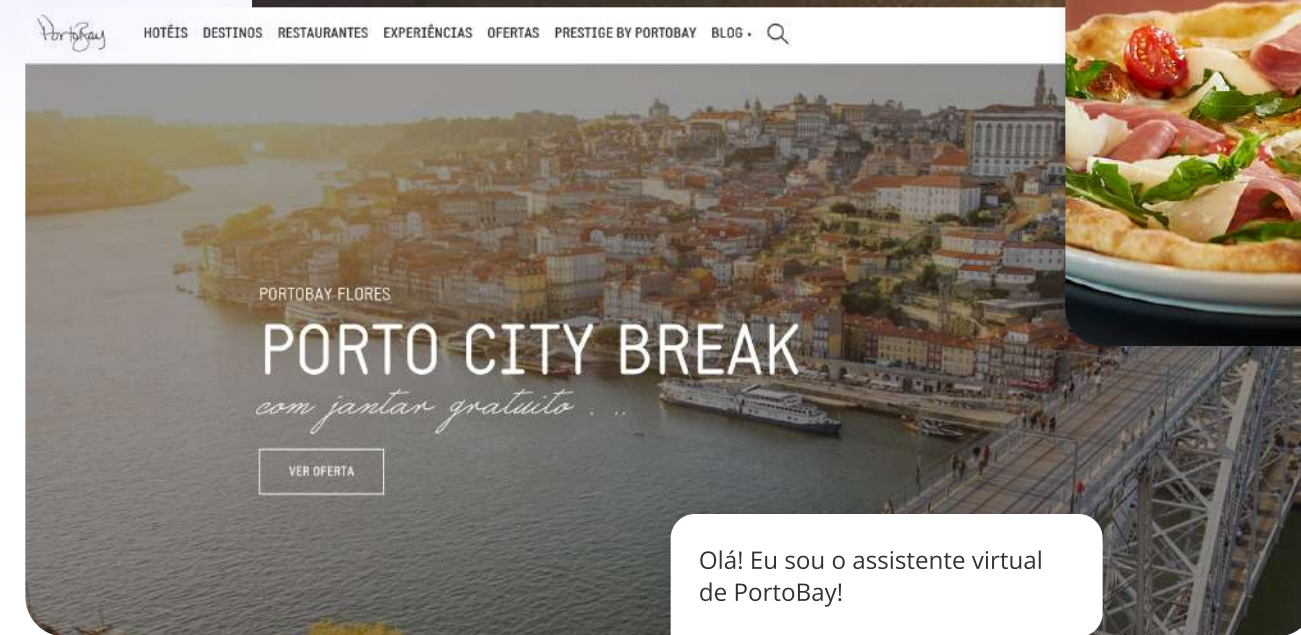 PortoBay
HOTÉIS DESTINOS RESTAURANTES EXPERIÊNCIAS OFERTAS PRESTIGE BY PORTOBAY BLOG •
PORTOBAY FLORES
PORTO CITY BREAK
com jantar gratuito . ..
VER OFERTA
Olá! Eu sou o assistente virtual
de PortoBay!